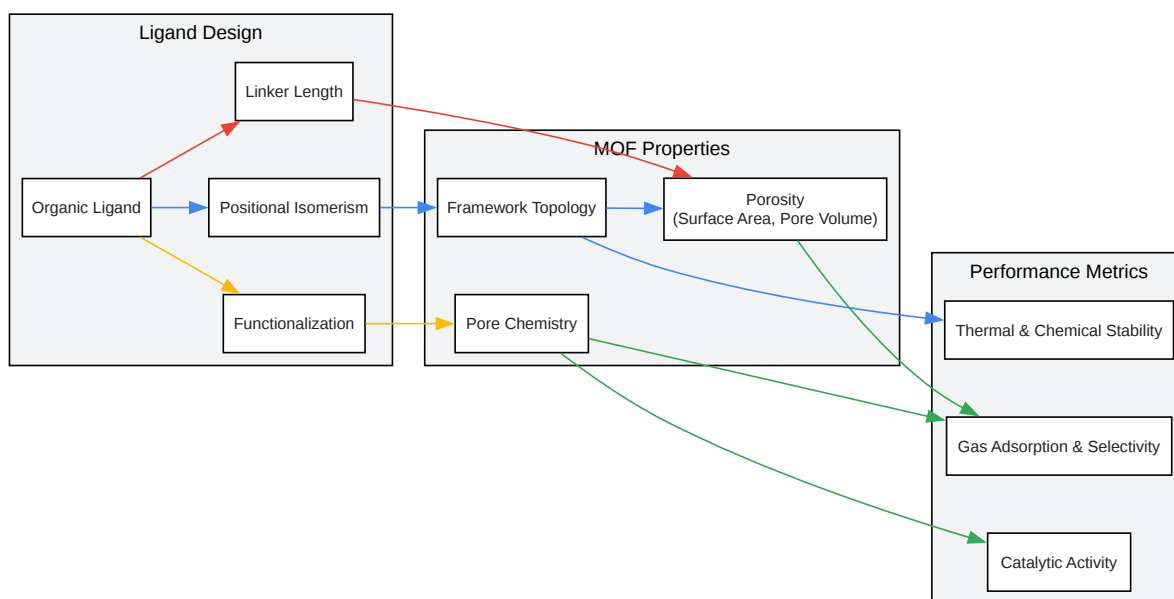 Ligand Design
Linker Length
Organic Ligand
Positional Isomerism
Functionalization
MOF Properties
Framework Topology
Porosity
(Surface Area, Pore Volume)
Pore Chemistry
Performance Metrics
Thermal & Chemical Stability
Gas Adsorption & Selectivity
Catalytic Activity